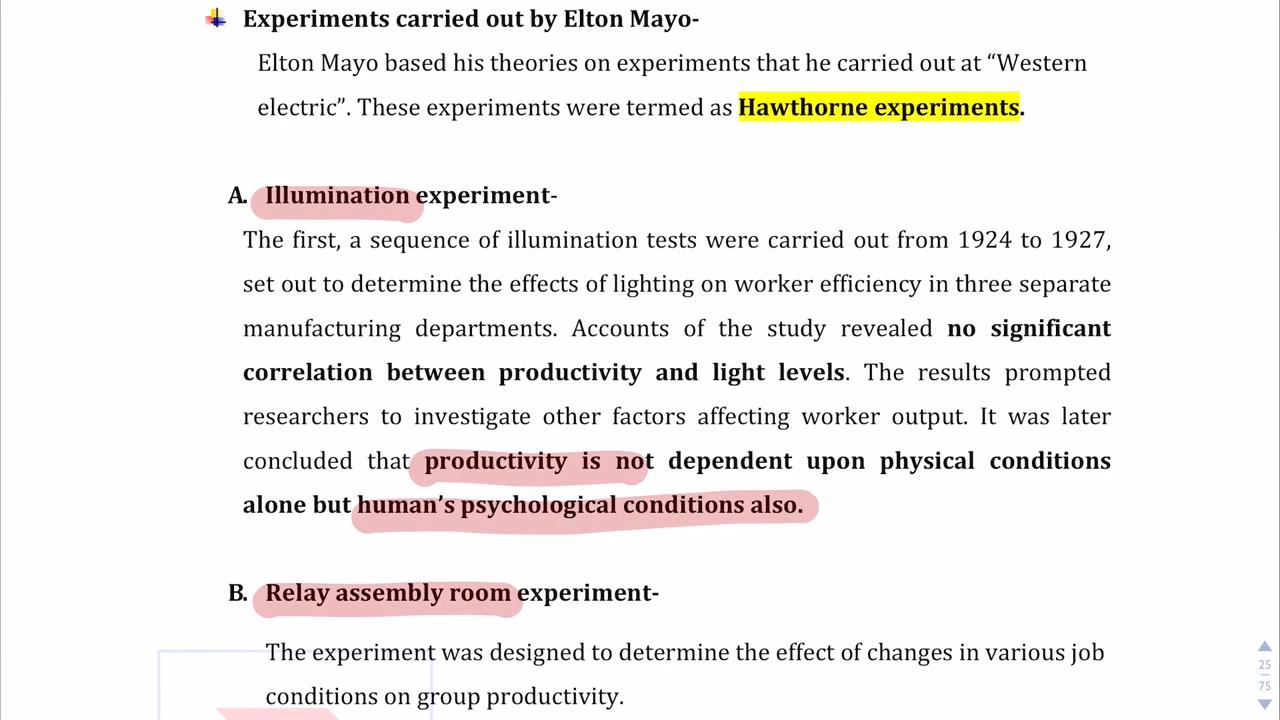 Experiments carried out by Elton Mayo-
Elton Mayo based his theories on experiments that he carried out at “Western
electric”. These experiments were termed as Hawthorne experiments.
A. Illumination experiment-
The first, a sequence of illumination tests were carried out from 1924 to 1927,
set out to determine the effects of lighting on worker efficiency in three separate
manufacturing departments. Accounts of the study revealed no significant
correlation between productivity and light levels. The results prompted
researchers to investigate other factors affecting worker output. It was later
concluded that productivity is not dependent upon physical conditions
alone but human’s psychological conditions also.
B. Relay assembly room experiment-
The experiment was designed to determine the effect of changes in various job
conditions on group productivity.
25
75